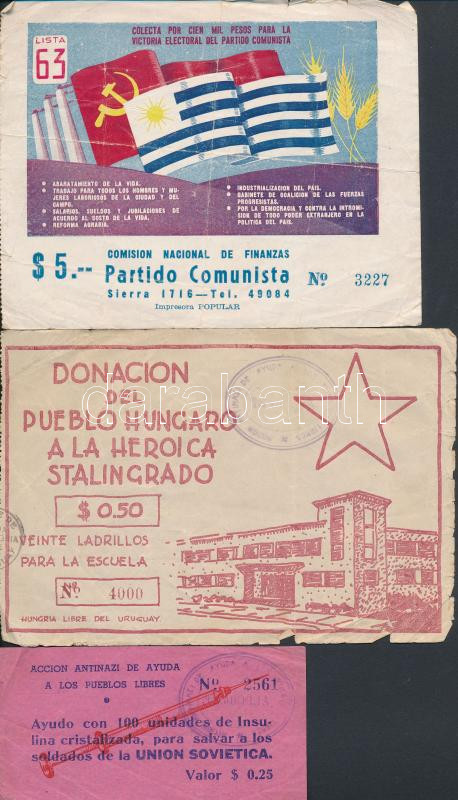 LISTA
63
COLECTA POR CIEN MIL PESOS PARA LA
VICTORIA ELECTORAL DEL PARTIDO COMUNISTA
• ABARATAMIENTO DE LA VIDA.
• TRABAJO PARA TODOS LOS HOMBRES Y MU-
JERES LABORIOSOS DE LA CIUDAD Y DEL
CAMPO.
• SALARIOS, SUELDOS Y JUBILACIONES DE
ACUERDO AL COSTO DE LA VIDA.
• REFORMA AGRARIA.
• INDUSTRIALIZACION DEL PAIS.
• GABINETE DE COALICION DE LAS FUERZAS
PROGRESISTAS.
• POR LA DEMOCRACIA Y CONTRA LA INTROMI-
SION DE TODO PODER EXTRANJERO EN LA
POLITICA DEL PAIS.
$ 5.--
COMISION NACIONAL DE FINANZAS
Partido Comunista
Sierra 1716—Tel. 49084
Nº 3227
Impresora POPULAR
DONACION
DEL
PUEBLO HUNGARO
A LA HEROICA
STALINGRADO
$ 0.50
VEINTE LADRILLOS
PARA LA ESCUELA
Nº 4000
HUNGRIA LIBRE DEL URUGUAY.
darabanth
ACCION ANTINAZI DE AYUDA
A LOS PUEBLOS LIBRES
Nº 2561
Ayudo con 100 unidades de Insu-
lina cristalizada, para salvar a los
soldados de la UNION SOVIETICA.
Valor $ 0.25